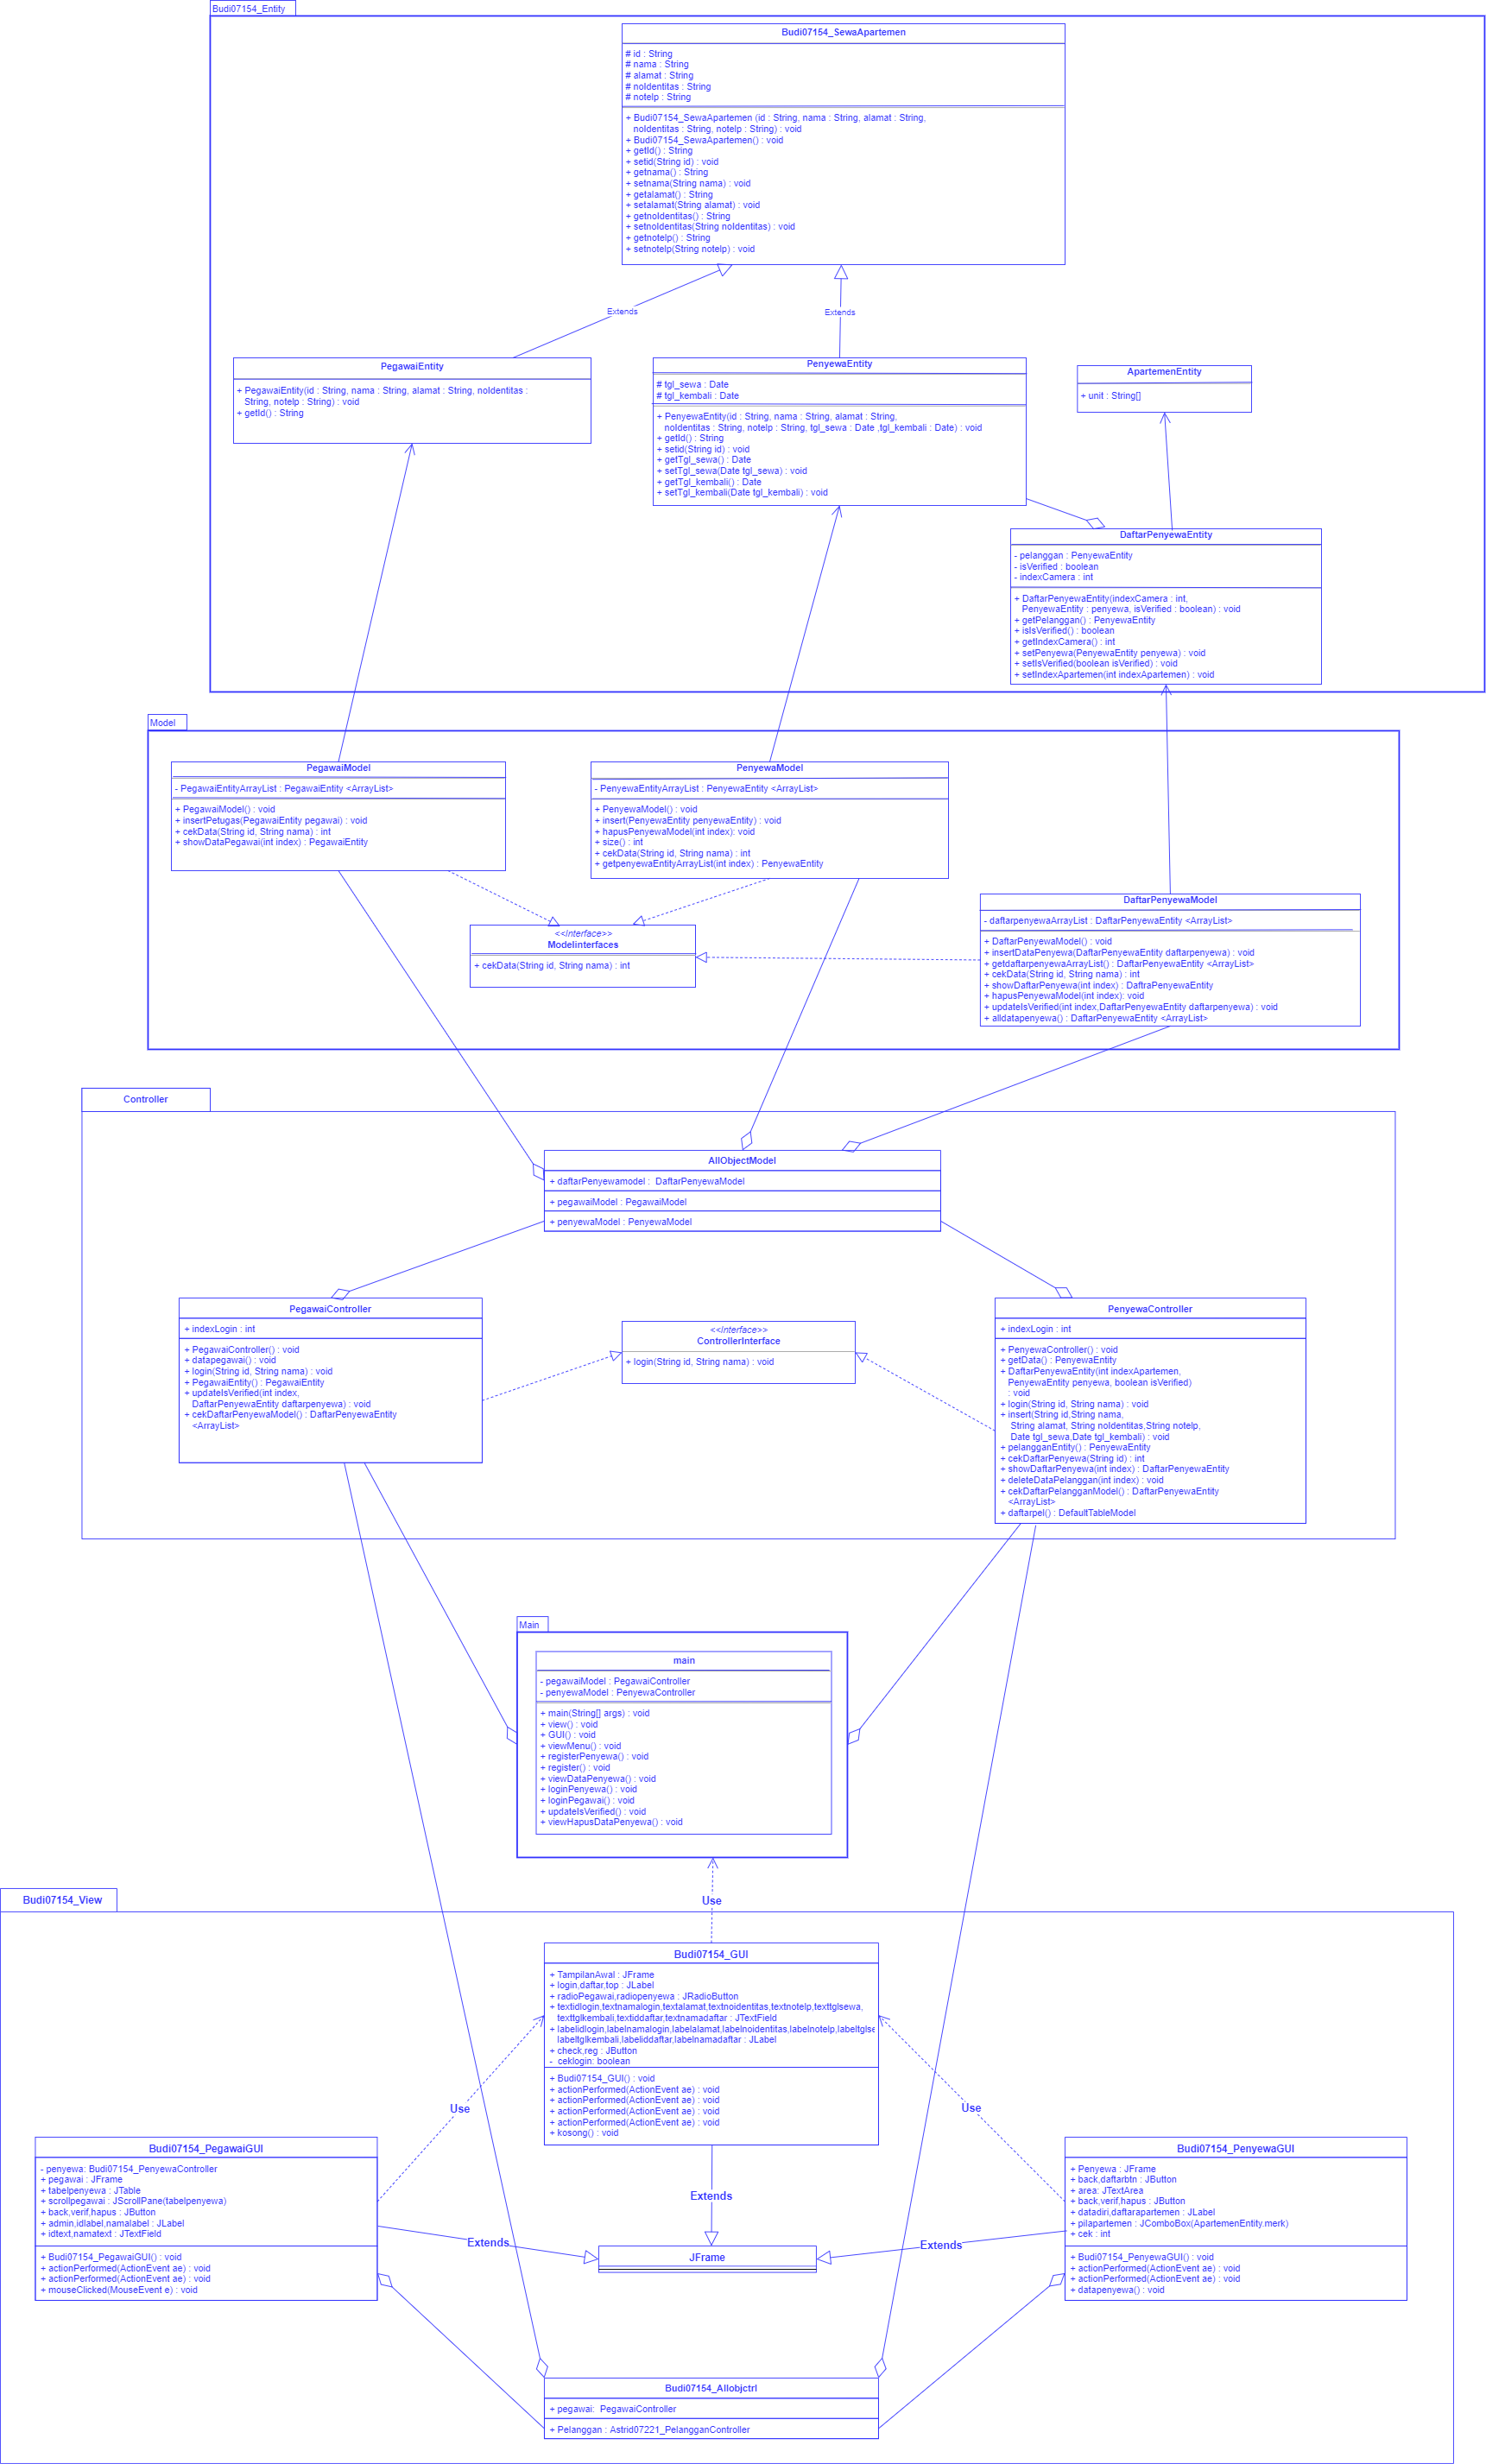 Budi07154_Entity
Budi07154_SewaApartemen
# id : String
# nama : String
# alamat : String
# noIdentitas : String
# notelp : String
+ Budi07154_SewaApartemen (id : String, nama : String, alamat : String,
noIdentitas : String, notelp : String) : void
+ Budi07154_SewaApartemen() : void
+ getId() : String
+ setid(String id) : void
+ getnama() : String
+ setnama(String nama) : void
+ getalamat() : String
+ setalamat(String alamat) : void
+ getnoIdentitas() : String
+ setnoIdentitas(String noIdentitas) : void
+ getnotelp() : String
+ setnotelp(String notelp) : void
Extends
Extends
PegawaiEntity
+ PegawaiEntity(id : String, nama : String, alamat : String, noIdentitas :
String, notelp : String) : void
+ getId() : String
PenyewaEntity
# tgl_sewa : Date
# tgl_kembali : Date
+ PenyewaEntity(id : String, nama : String, alamat : String,
noIdentitas : String, notelp : String, tgl_sewa : Date ,tgl_kembali : Date) : void
+ getId() : String
+ setid(String id) : void
+ getTgl_sewa() : Date
+ setTgl_sewa(Date tgl_sewa) : void
+ getTgl_kembali() : Date
+ setTgl_kembali(Date tgl_kembali) : void
ApartemenEntity
+ unit : String[]
DaftarPenyewaEntity
- pelanggan : PenyewaEntity
- isVerified : boolean
- indexCamera : int
+ DaftarPenyewaEntity(indexCamera : int,
PenyewaEntity : penyewa, isVerified : boolean) : void
+ getPelanggan() : PenyewaEntity
+ isIsVerified() : boolean
+ getIndexCamera() : int
+ setPenyewa(PenyewaEntity penyewa) : void
+ setIsVerified(boolean isVerified) : void
+ setIndexApartemen(int indexApartemen) : void
Model
PegawaiModel
- PegawaiEntityArrayList : PegawaiEntity <ArrayList>
+ PegawaiModel() : void
+ insertPetugas(PegawaiEntity pegawai) : void
+ cekData(String id, String nama) : int
+ showDataPegawai(int index) : PegawaiEntity
PenyewaModel
- PenyewaEntityArrayList : PenyewaEntity <ArrayList>
+ PenyewaModel() : void
+ insert(PenyewaEntity penyewaEntity) : void
+ hapusPenyewaModel(int index): void
+ size() : int
+ cekData(String id, String nama) : int
+ getpenyewaEntityArrayList(int index) : PenyewaEntity
<<Interface>>
Modelinterfaces
+ cekData(String id, String nama) : int
DaftarPenyewaModel
- daftarpenyewaArrayList : DaftarPenyewaEntity <ArrayList>
+ DaftarPenyewaModel() : void
+ insertDataPenyewa(DaftarPenyewaEntity daftarpenyewa) : void
+ getdaftarpenyewaArrayList() : DaftarPenyewaEntity <ArrayList>
+ cekData(String id, String nama) : int
+ showDaftarPenyewa(int index) : DaftraPenyewaEntity
+ hapusPenyewaModel(int index): void
+ updateIsVerified(int index,DaftarPenyewaEntity daftarpenyewa) : void
+ alldatapenyewa() : DaftarPenyewaEntity <ArrayList>
Controller
AllObjectModel
+ daftarPenyewamodel : DaftarPenyewaModel
+ pegawaiModel : PegawaiModel
+ penyewaModel : PenyewaModel
PegawaiController
+ indexLogin : int
+ PegawaiController() : void
+ datapegawai() : void
+ login(String id, String nama) : void
+ PegawaiEntity() : PegawaiEntity
+ updateIsVerified(int index,
DaftarPenyewaEntity daftarpenyewa) : void
+ cekDaftarPenyewaModel() : DaftarPenyewaEntity
<ArrayList>
<<Interface>>
ControllerInterface
+ login(String id, String nama) : void
PenyewaController
+ indexLogin : int
+ PenyewaController() : void
+ getData() : PenyewaEntity
+ DaftarPenyewaEntity(int indexApartemen,
PenyewaEntity penyewa, boolean isVerified)
: void
+ login(String id, String nama) : void
+ insert(String id,String nama,
String alamat, String noIdentitas,String notelp,
Date tgl_sewa,Date tgl_kembali) : void
+ pelangganEntity() : PenyewaEntity
+ cekDaftarPenyewa(String id) : int
+ showDaftarPenyewa(int index) : DaftarPenyewaEntity
+ deleteDataPelanggan(int index) : void
+ cekDaftarPelangganModel() : DaftarPenyewaEntity
<ArrayList>
+ daftarpel() : DefaultTableModel
Main
main
- pegawaiModel : PegawaiController
- penyewaModel : PenyewaController
+ main(String[] args) : void
+ view() : void
+ GUI() : void
+ viewMenu() : void
+ registerPenyewa() : void
+ register() : void
+ viewDataPenyewa() : void
+ loginPenyewa() : void
+ loginPegawai() : void
+ updateIsVerified() : void
+ viewHapusDataPenyewa() : void
Budi07154_View
Use
Budi07154_GUI
+ TampilanAwal : JFrame
+ login,daftar,top : JLabel
+ radioPegawai,radiopenyewa : JRadioButton
+ textidlogin,textnamalogin,textalamat,textnoidentitas,textnotelp,texttglsewa,
texttglkembali,textiddaftar,textnamadaftar : JTextField
+ labelidlogin,labelnamalogin,labelalamat,labelnoidentitas,labelnotelp,labeltglse
labeltglkembali,labeliddaftar,labelnamadaftar : JLabel
+ check,reg : JButton
- ceklogin: boolean
+ Budi07154_GUI() : void
+ actionPerformed(ActionEvent ae) : void
+ actionPerformed(ActionEvent ae) : void
+ actionPerformed(ActionEvent ae) : void
+ actionPerformed(ActionEvent ae) : void
+ kosong() : void
Use
Use
Budi07154_PegawaiGUI
- penyewa: Budi07154_PenyewaController
+ pegawai : JFrame
+ tabelpenyewa : JTable
+ scrollpegawai : JScrollPane(tabelpenyewa)
+ back,verif,hapus : JButton
+ admin,idlabel,namalabel : JLabel
+ idtext,namatext : JTextField
+ Budi07154_PegawaiGUI() : void
+ actionPerformed(ActionEvent ae) : void
+ actionPerformed(ActionEvent ae) : void
+ mouseClicked(MouseEvent e) : void
Budi07154_PenyewaGUI
+ Penyewa : JFrame
+ back,daftarbtn : JButton
+ area: JTextArea
+ back,verif,hapus : JButton
+ datadiri,daftarapartemen : JLabel
+ pilapartemen : JComboBox(ApartemenEntity.merk)
+ cek : int
+ Budi07154_PenyewaGUI() : void
+ actionPerformed(ActionEvent ae) : void
+ actionPerformed(ActionEvent ae) : void
+ datapenyewa() : void
Extends
Extends
Extends
JFrame
Budi07154_Allobjctrl
+ pegawai: PegawaiController
+ Pelanggan : Astrid07221_PelangganController